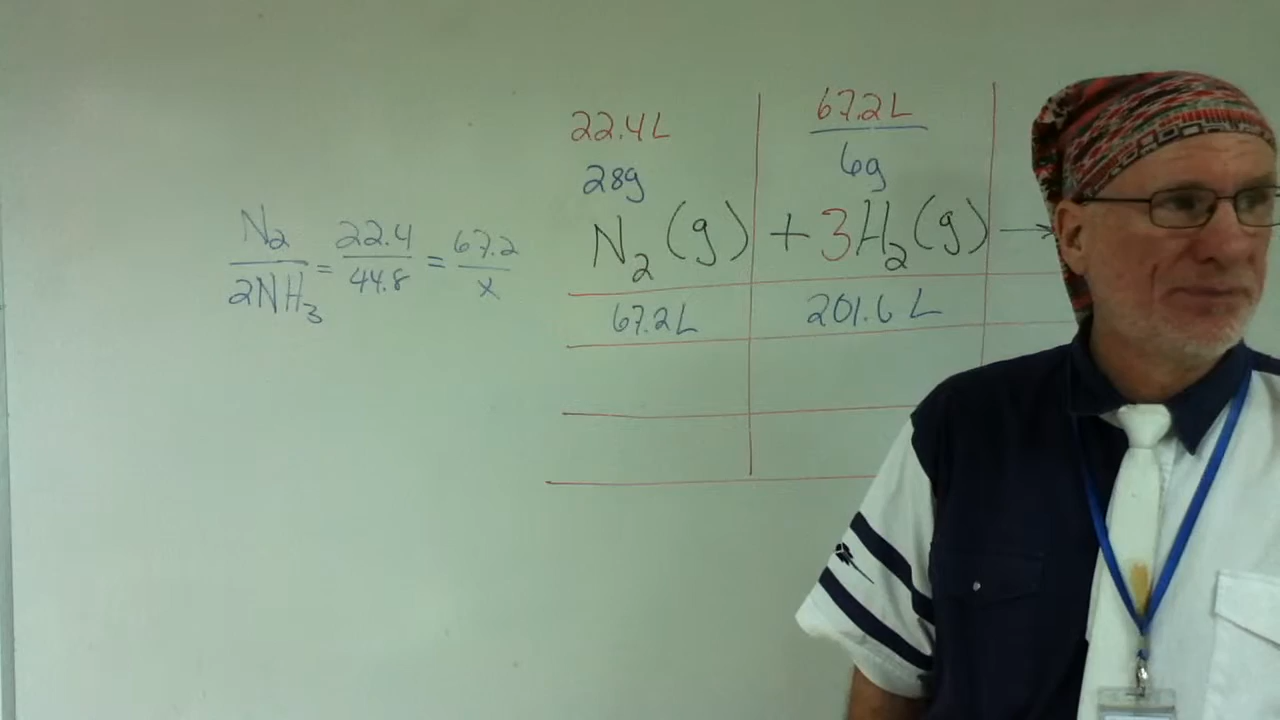 N2 / 2NH3 = 22.4 / 44.8 = 67.2 / x
22.4L
67.2L
28g
6g
N2(g) + 3H2(g) →
67.2L
201.6 L